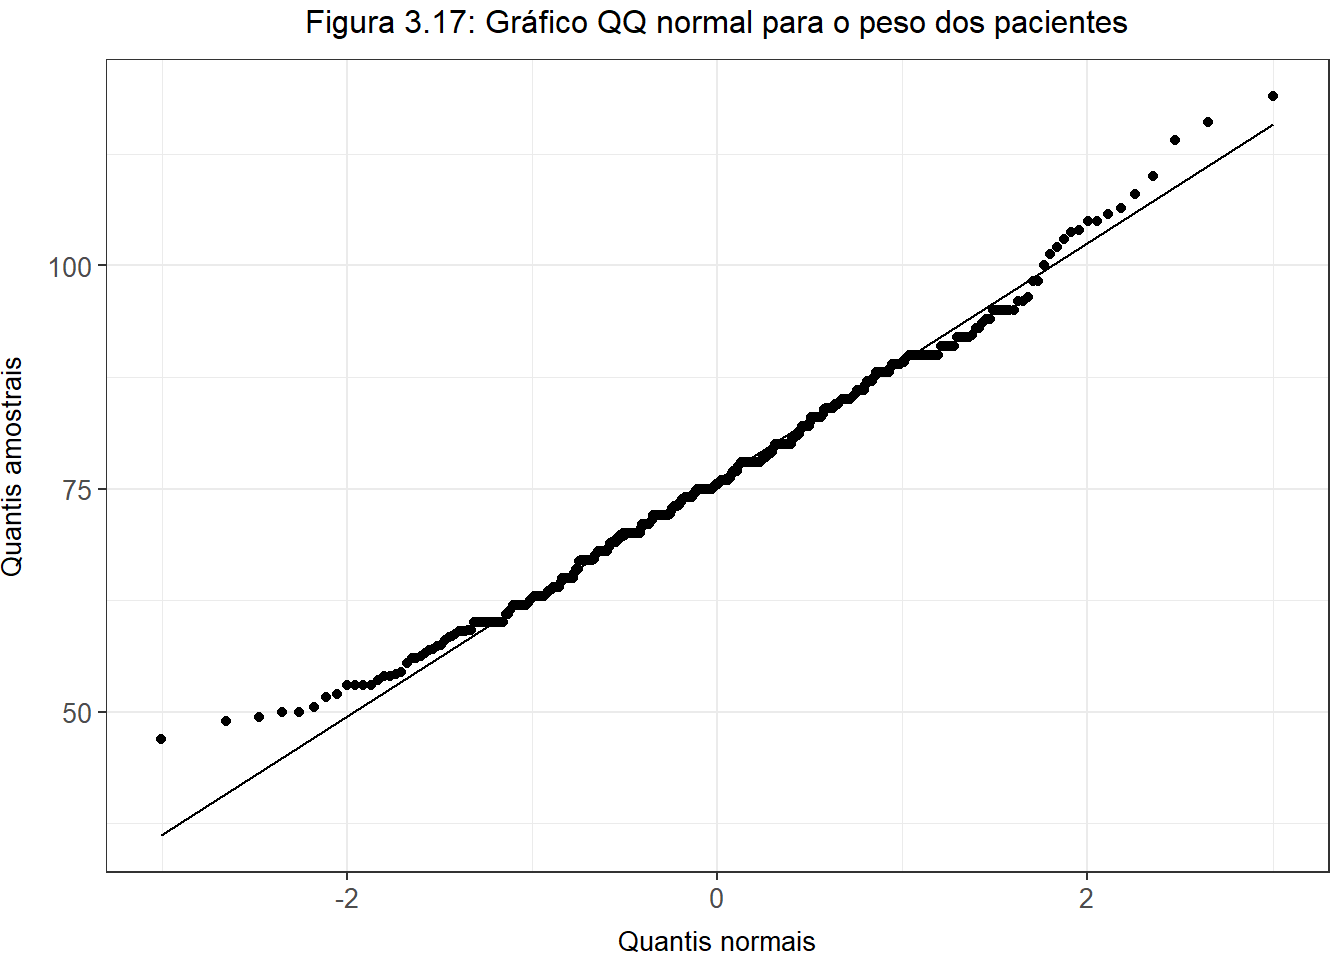 Figura 3.17: Gráfico QQ normal para o peso dos pacientes
Quantis amostrais
100
75
50
-2
0
2
Quantis normais